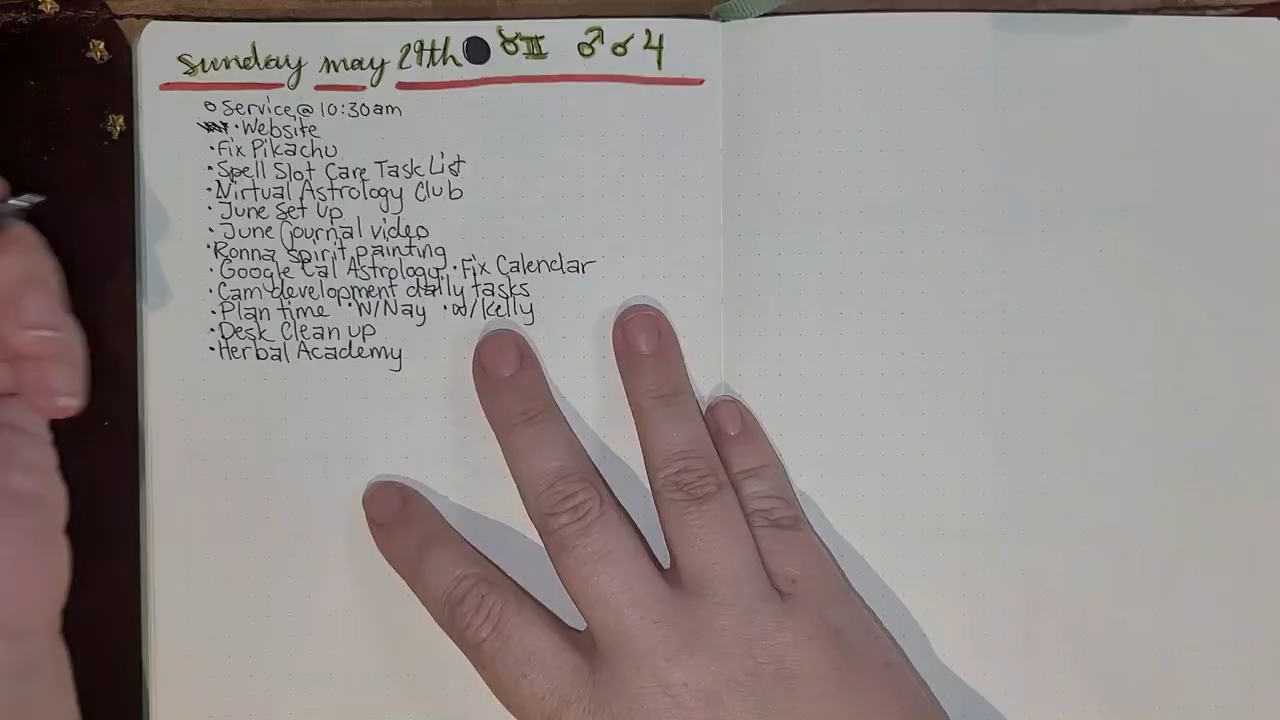 Sunday may 29th ● ♉ ♊ ♂ ☌ ♃
○ Service @ 10:30am
· Website
· Fix Pikachu
· Spell Slot Care Task List
· Virtual Astrology Club
· June Set Up
· June journal video
· Ronna spirit painting
· Google Cal Astrology · Fix Calendar
· Cam development daily tasks
· Plan time · W/Nay · w/Kelly
· Desk Clean up
· Herbal Academy